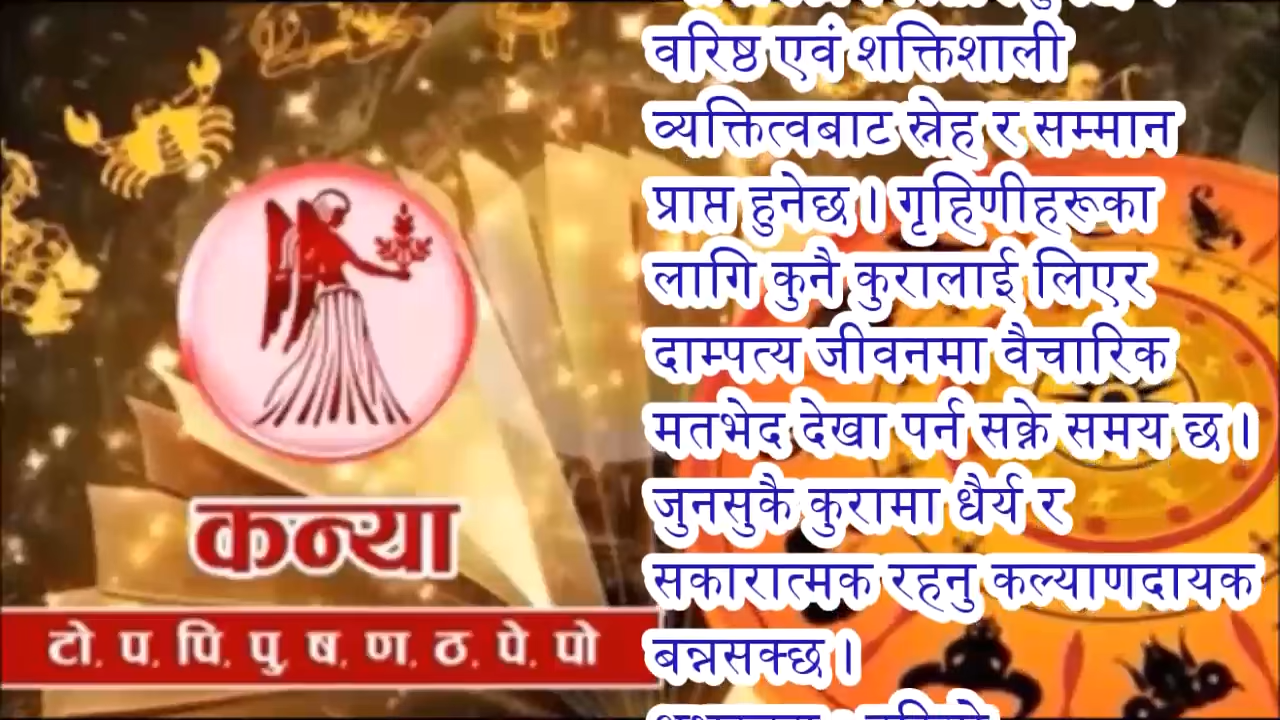 वरिष्ठ एवं शक्तिशाली
व्यक्तित्वबाट स्नेह र सम्मान
प्राप्त हुनेछ । गृहिणीहरूका
लागि कुनै कुरालाई लिएर
दाम्पत्य जीवनमा वैचारिक
मतभेद देखा पर्न सक्ने समय छ ।
जुनसुकै कुरामा धैर्य र
सकारात्मक रहनु कल्याणदायक
बन्नसक्छ ।
कन्या
टो. प. पि. पु. ष. ण. ठ. पे. पो